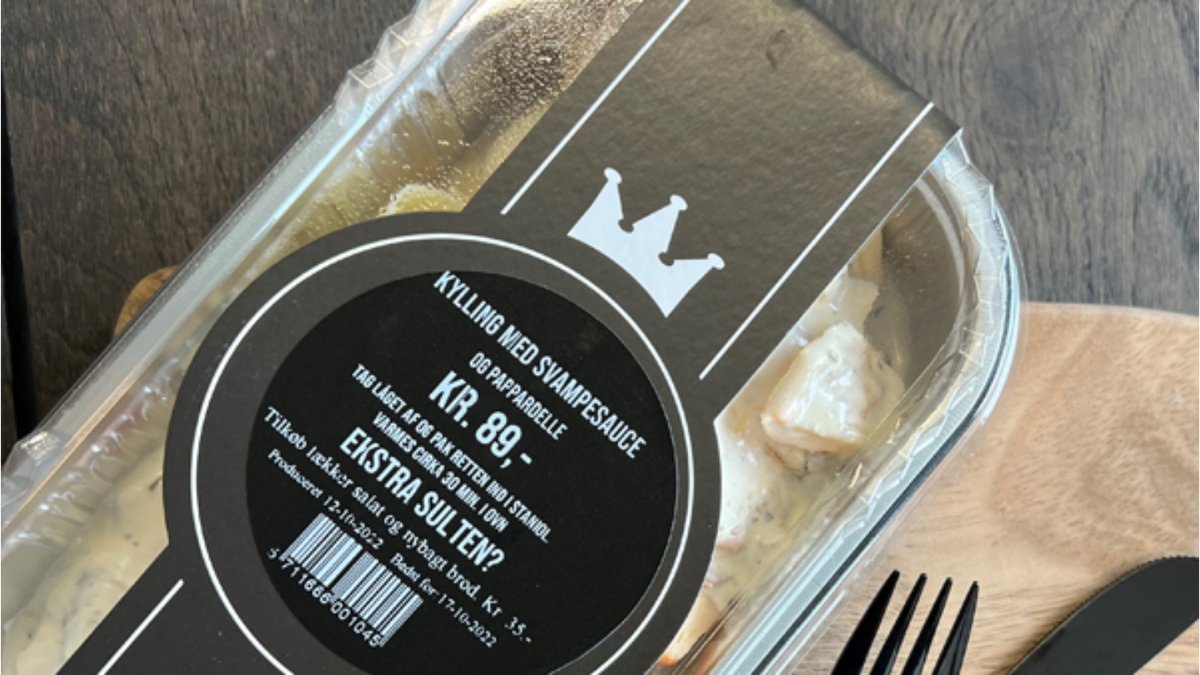 KYLLING MED SVAMPESAUCE
OG PAPPARDELLE
KR. 89,-
TAG LÅGET AF OG PAK RETTEN IND I STANIOL
VARMES CIRKA 30 MIN. I OVN
EKSTRA SULTEN?
Tilkøb lækker salat og nybagt brød. Kr 35,-
Produceret 12-10-2022 Bedst før: 17-10-2022
5 711666 001045